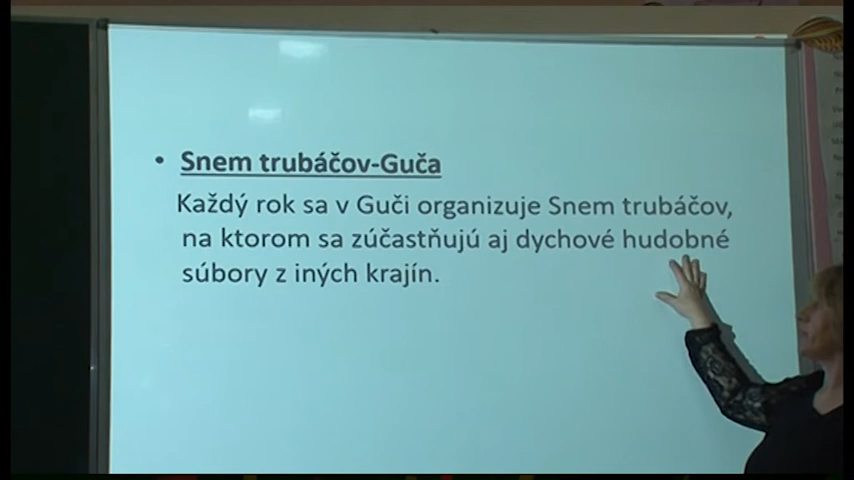 • Snem trubáčov-Guča
Každý rok sa v Guči organizuje Snem trubáčov,
na ktorom sa zúčastňujú aj dychové hudobné
súbory z iných krajín.